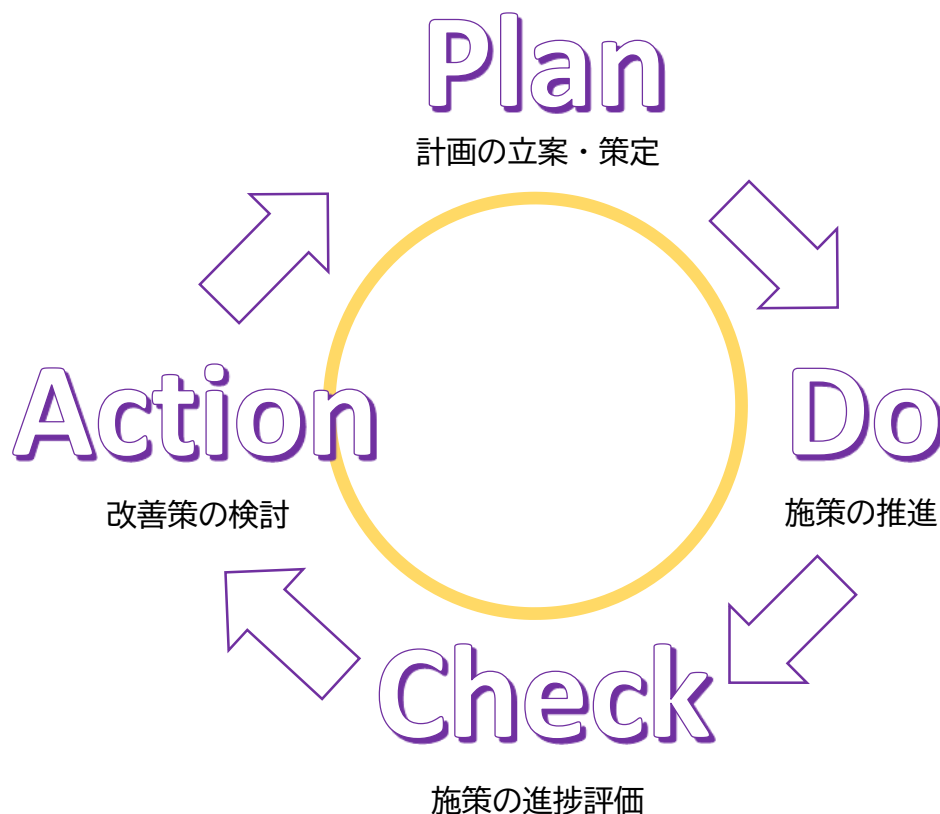 Plan
計画の立案・策定
Action
Do
改善策の検討
施策の推進
Check
施策の進捗評価